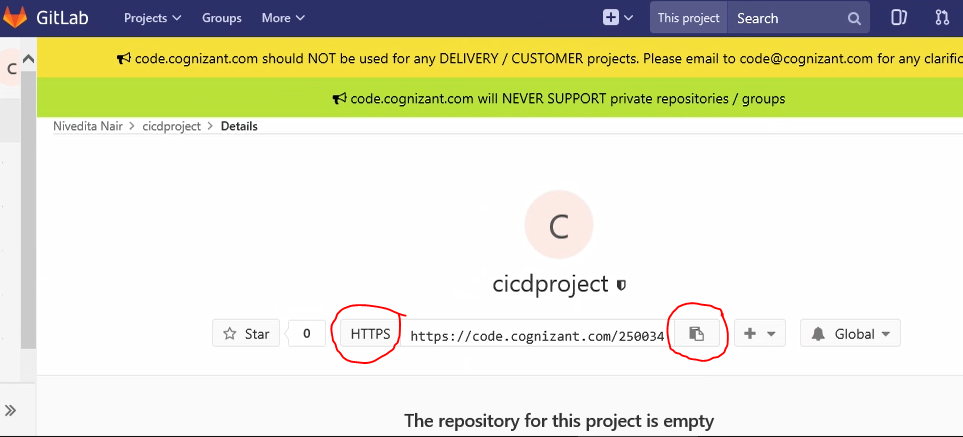 GitLab Projects Groups More This project Search
C
code.cognizant.com should NOT be used for any DELIVERY / CUSTOMER projects. Please email to code@cognizant.com for any clarific
code.cognizant.com will NEVER SUPPORT private repositories / groups
Nivedita Nair > cicdproject > Details
C
cicdproject
Star 0 HTTPS https://code.cognizant.com/250034 Global
The repository for this project is empty